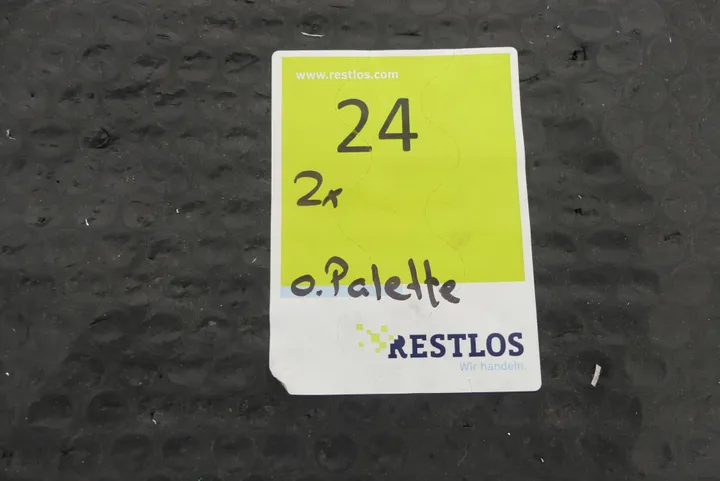 www.restlos.com
24
2x
o.Palette
RESTLOS
Wir handeln.